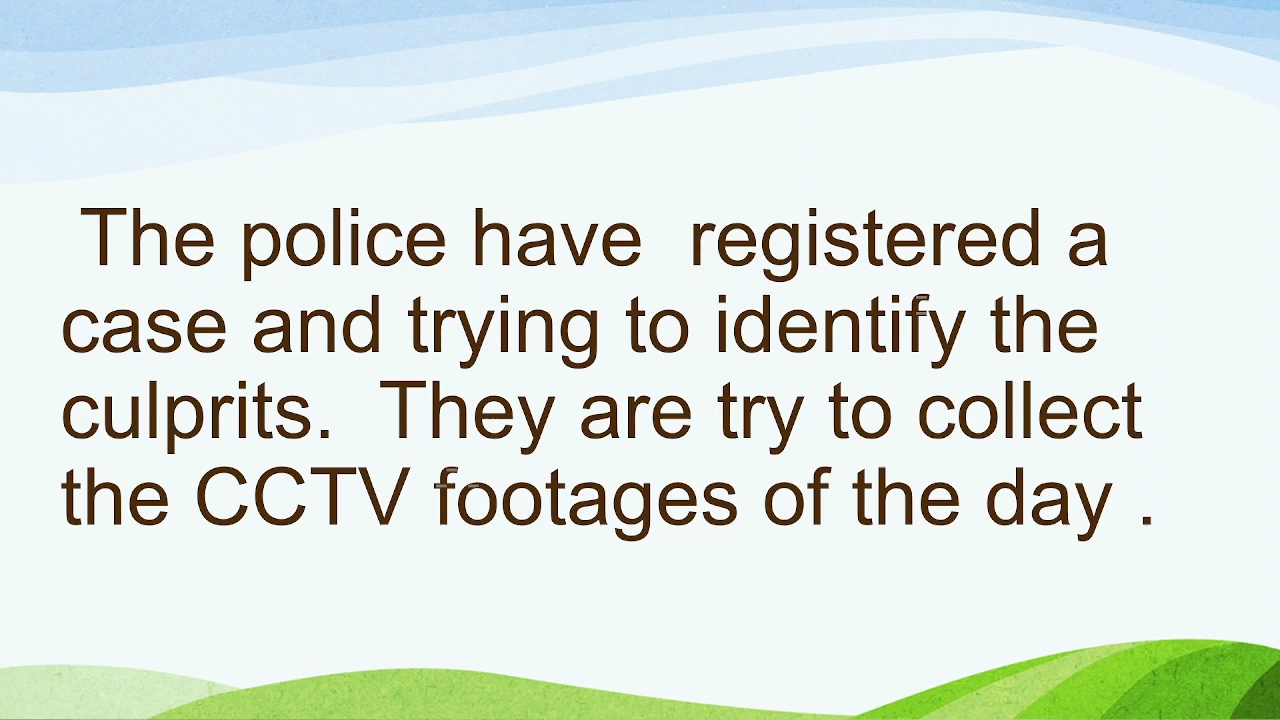 The police have registered a
case and trying to identify the
culprits. They are try to collect
the CCTV footages of the day .